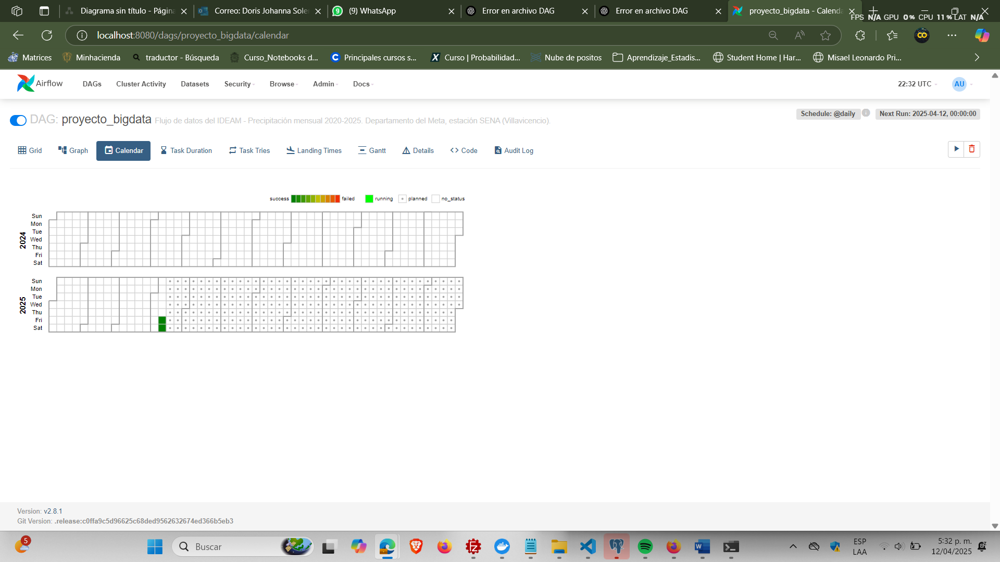 Diagrama sin título - Página
Correo: Doris Johanna Soler
(9) WhatsApp
Error en archivo DAG
Error en archivo DAG
proyecto_bigdata - Calenda
FPS N/A GPU 0% CPU 11% LAT N/A
localhost:8080/dags/proyecto_bigdata/calendar
Matrices
Minhacienda
traductor - Búsqueda
Curso_Notebooks d...
Principales cursos s...
Curso | Probabilidad...
Nube de positos
Aprendizaje_Estadis...
Student Home | Har...
Misael Leonardo Pri...
Airflow
DAGs
Cluster Activity
Datasets
Security
Browse
Admin
Docs
22:32 UTC
AU
DAG: proyecto_bigdata Flujo de datos del IDEAM - Precipitación mensual 2020-2025. Departamento del Meta, estación SENA (Villavicencio).
Schedule: @daily
Next Run: 2025-04-12, 00:00:00
Grid
Graph
Calendar
Task Duration
Task Tries
Landing Times
Gantt
Details
Code
Audit Log
success
failed
running
planned
no_status
2024
Sun
Mon
Tue
Wed
Thu
Fri
Sat
2025
Sun
Mon
Tue
Wed
Thu
Fri
Sat
Version: v2.8.1
Git Version: .release:c0ffa9c5d96625c68ded9562632674ed366b5eb3
5
Buscar
ESP
LAA
5:32 p. m.
12/04/2025